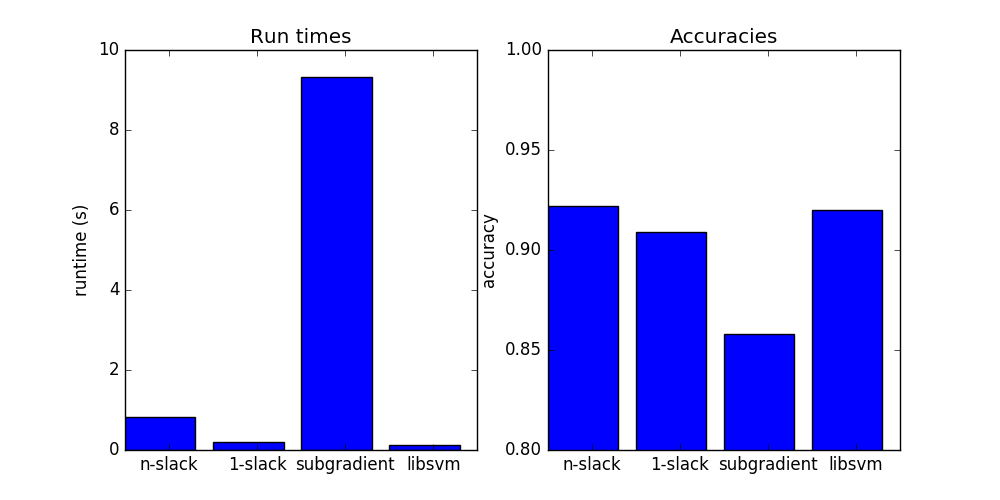 Run times
10
8
6
4
2
0
runtime (s)
n-slack 1-slack subgradient libsvm
Accuracies
1.00
0.95
0.90
0.85
0.80
accuracy
n-slack 1-slack subgradient libsvm